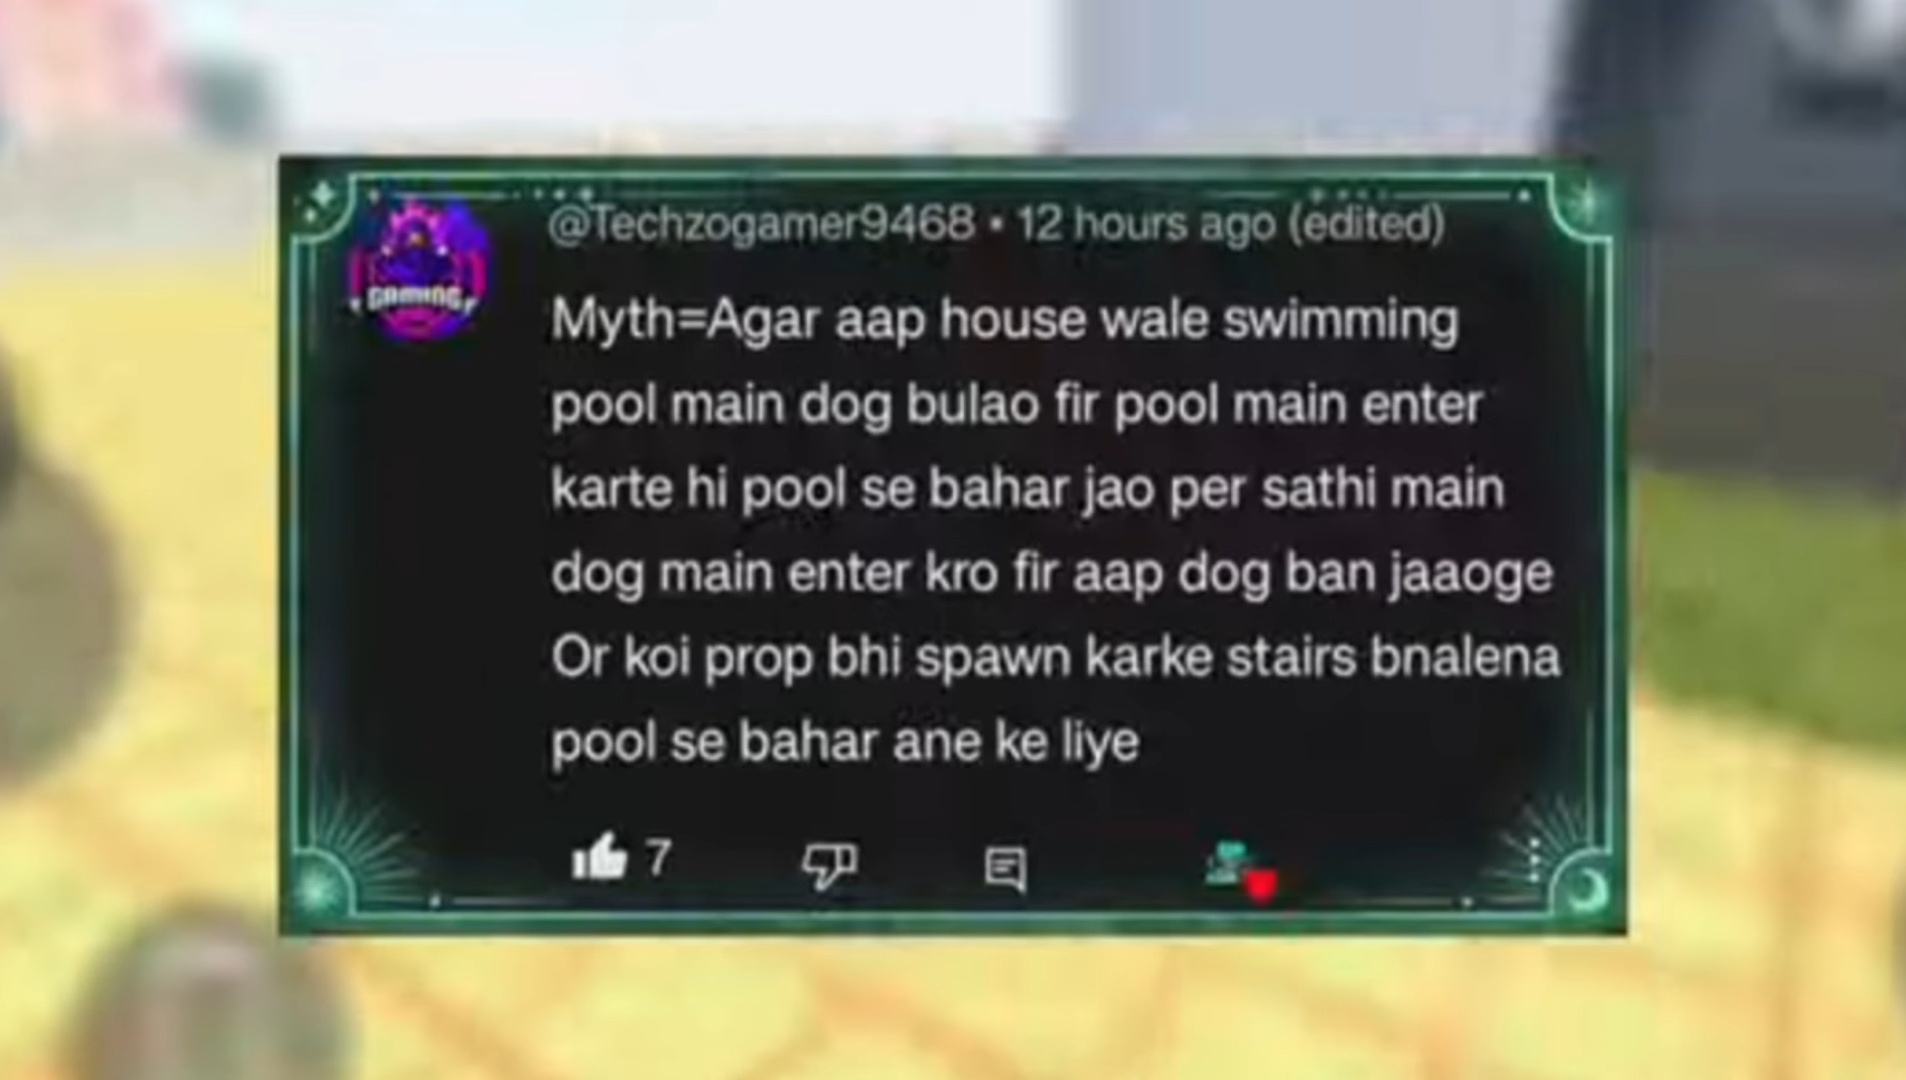 @Techzogamer9468 • 12 hours ago (edited)
GAMING
Myth=Agar aap house wale swimming
pool main dog bulao fir pool main enter
karte hi pool se bahar jao per sathi main
dog main enter kro fir aap dog ban jaaoge
Or koi prop bhi spawn karke stairs bnalena
pool se bahar ane ke liye
7